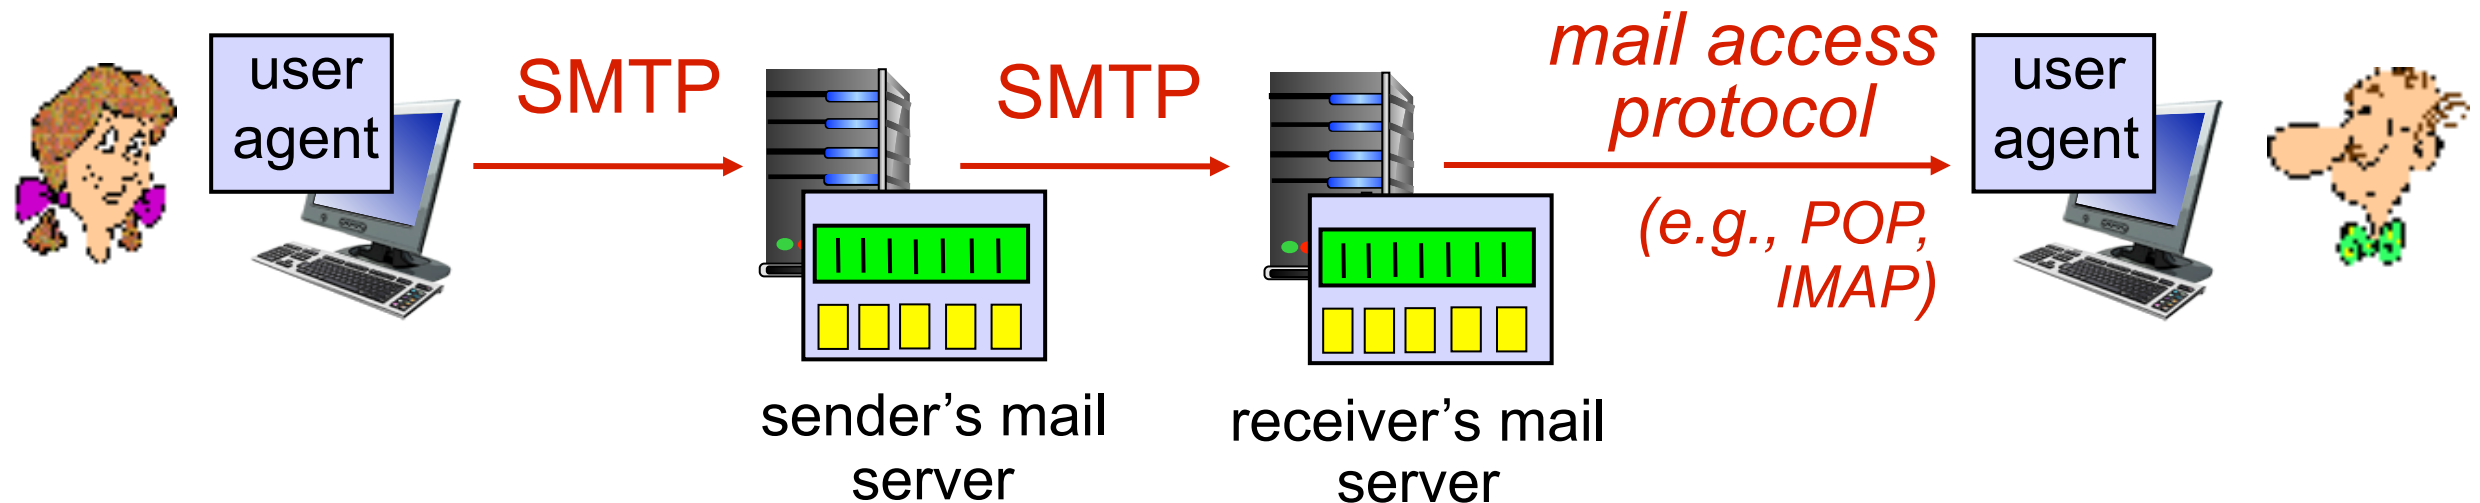 user
agent
SMTP
SMTP
mail access
protocol
(e.g., POP,
IMAP)
user
agent
sender’s mail
server
receiver’s mail
server